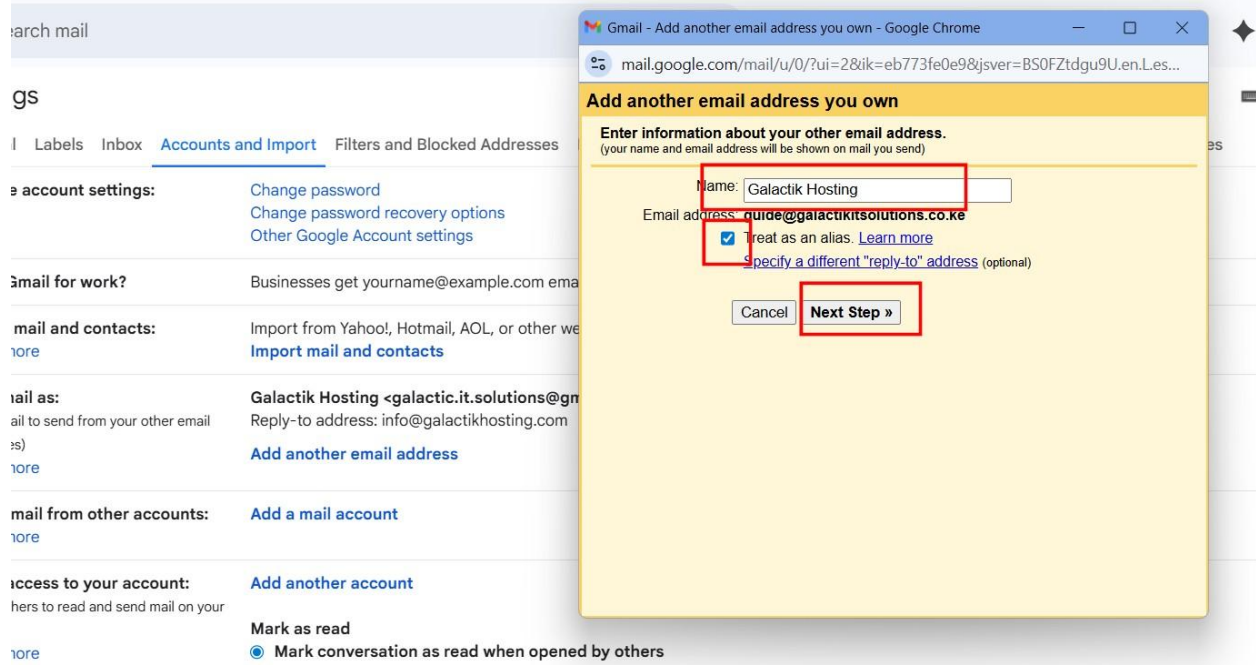 earch mail
gs
l Labels Inbox Accounts and Import Filters and Blocked Addresses
e account settings:
Change password
Change password recovery options
Other Google Account settings
Gmail for work?
Businesses get yourname@example.com ema
mail and contacts:
Import from Yahoo!, Hotmail, AOL, or other we
more
Import mail and contacts
mail as:
Galactik Hosting <galactic.it.solutions@gm
ail to send from your other email
Reply-to address: info@galactikhosting.com
es)
Add another email address
more
mail from other accounts:
Add a mail account
more
access to your account:
Add another account
hers to read and send mail on your
Mark as read
more
Mark conversation as read when opened by others
es
Gmail - Add another email address you own - Google Chrome
mail.google.com/mail/u/0/?ui=2&ik=eb773fe0e9&jsver=BS0FZtdgu9U.en.L.es...
Add another email address you own
Enter information about your other email address.
(your name and email address will be shown on mail you send)
Name: Galactik Hosting
Email address: guide@galactikitsolutions.co.ke
Treat as an alias. Learn more
Specify a different "reply-to" address (optional)
Cancel Next Step »